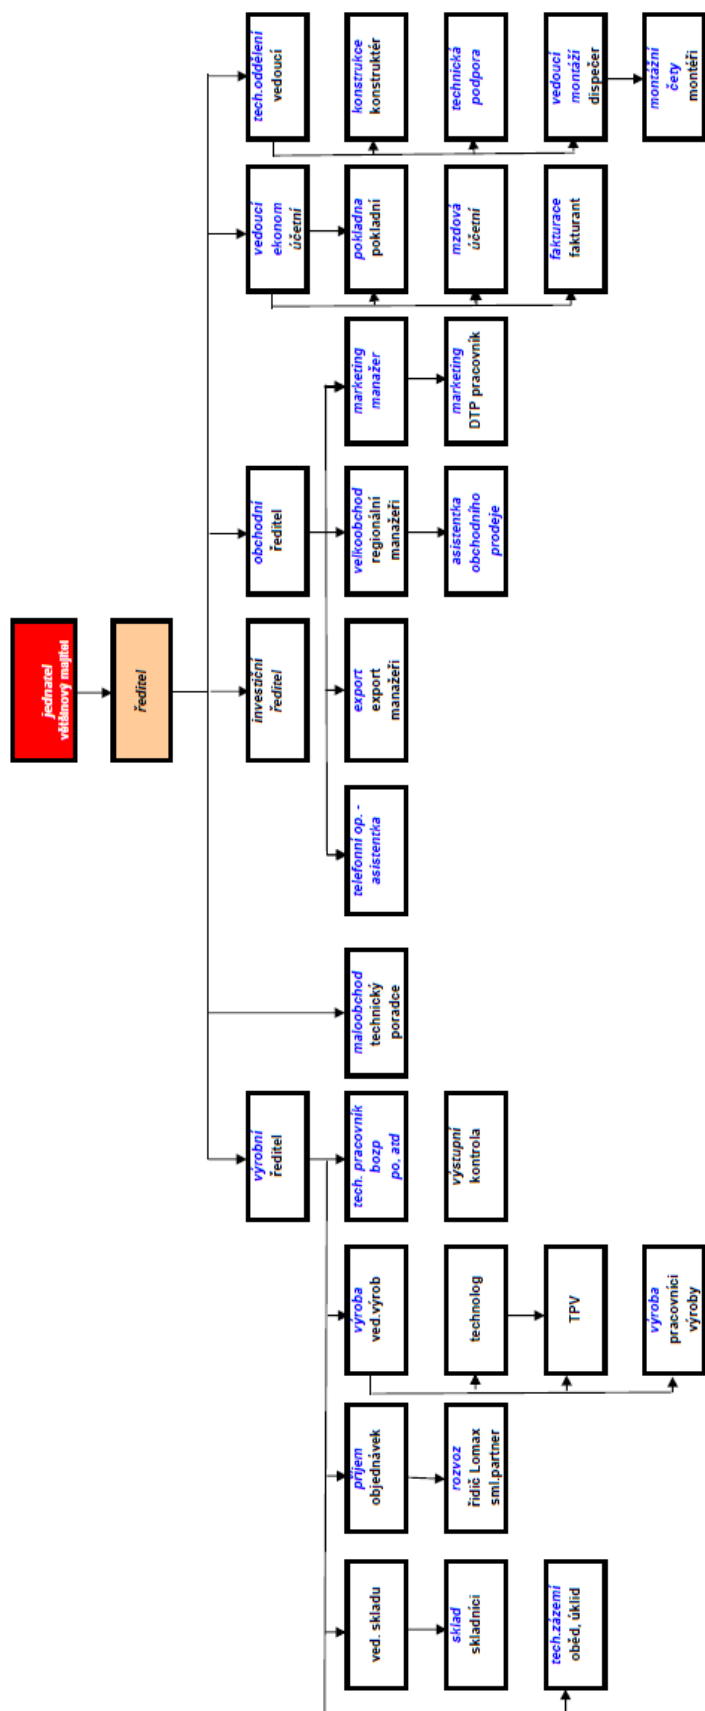 jednatel
většinový majitel
ředitel
výrobní
ředitel
investiční
ředitel
obchodní
ředitel
vedoucí
ekonom
účetní
tech.oddělení
vedoucí
ved. skladu
příjem
objednávek
výroba
ved.výrob
tech. pracovník
bozp
po. atd
maloobchod
technický
poradce
telefonní op. -
asistentka
export
export
manažeři
velkoobchod
regionální
manažeři
marketing
manažer
pokladna
pokladní
konstrukce
konstruktér
sklad
skladníci
rozvoz
řidič Lomax
sml.partner
technolog
výstupní
kontrola
asistentka
obchodního
prodeje
marketing
DTP pracovník
mzdová
účetní
technická
podpora
tech.zázemí
oběd, úklid
TPV
fakturace
fakturant
vedoucí
montáží
dispečer
výroba
pracovníci
výroby
montážní
čety
montéři